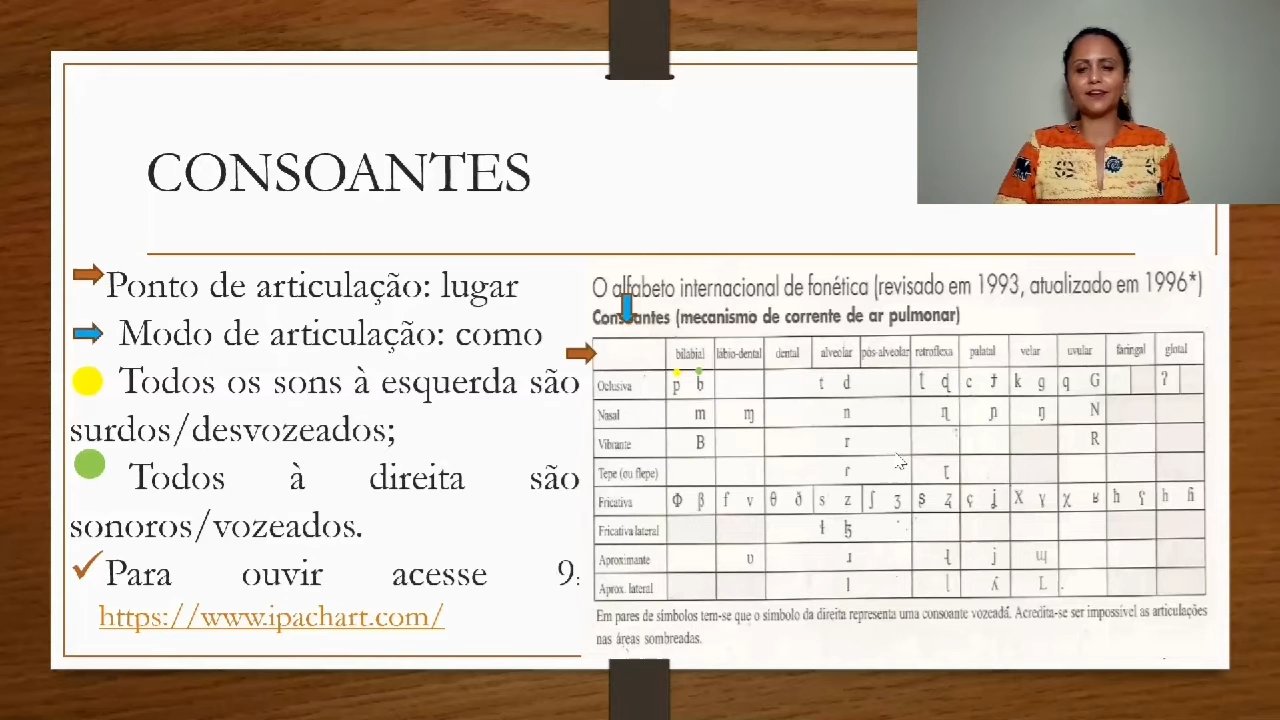 CONSOANTES
Ponto de articulação: lugar
Modo de articulação: como
Todos os sons à esquerda são
surdos/desvozeados;
Todos à direita são
sonoros/vozeados.
Para ouvir acesse 9:
https://www.ipachart.com/
O alfabeto internacional de fonética (revisado em 1993, atualizado em 1996*)
Consoantes (mecanismo de corrente de ar pulmonar)
bilabial lábio-dental dental alveolar pós-alveolar retroflexa palatal velar uvular faringal glotal
Oclusiva p b t d ʈ ɖ c ɟ k g q G ʔ
Nasal m ɱ n ɳ ɲ ŋ N
Vibrante B r R
Tepe (ou flepe) ɾ ɽ
Fricativa Φ β f v θ ð s z ʃ ʒ ʂ ʐ ç ʝ X ɣ χ ʁ ħ ʕ h ɦ
Fricativa lateral ɬ ɮ
Aproximante ʋ ɹ ɻ j ɰ
Aprox. lateral l ɭ ʎ L
Em pares de símbolos tem-se que o símbolo da direita representa uma consoante vozeada. Acredita-se ser impossível as articulações
nas áreas sombreadas.